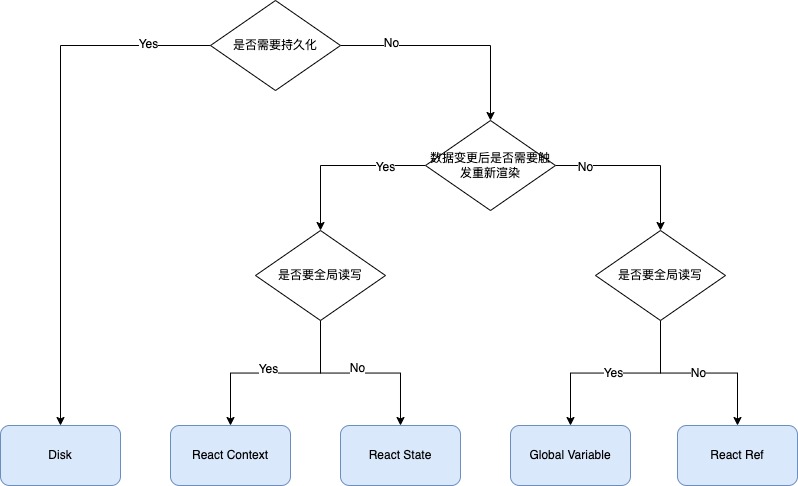 是否需要持久化
Yes
No
数据变更后是否需要触
发重新渲染
Yes
No
是否要全局读写
是否要全局读写
Yes
No
Yes
No
Disk
React Context
React State
Global Variable
React Ref